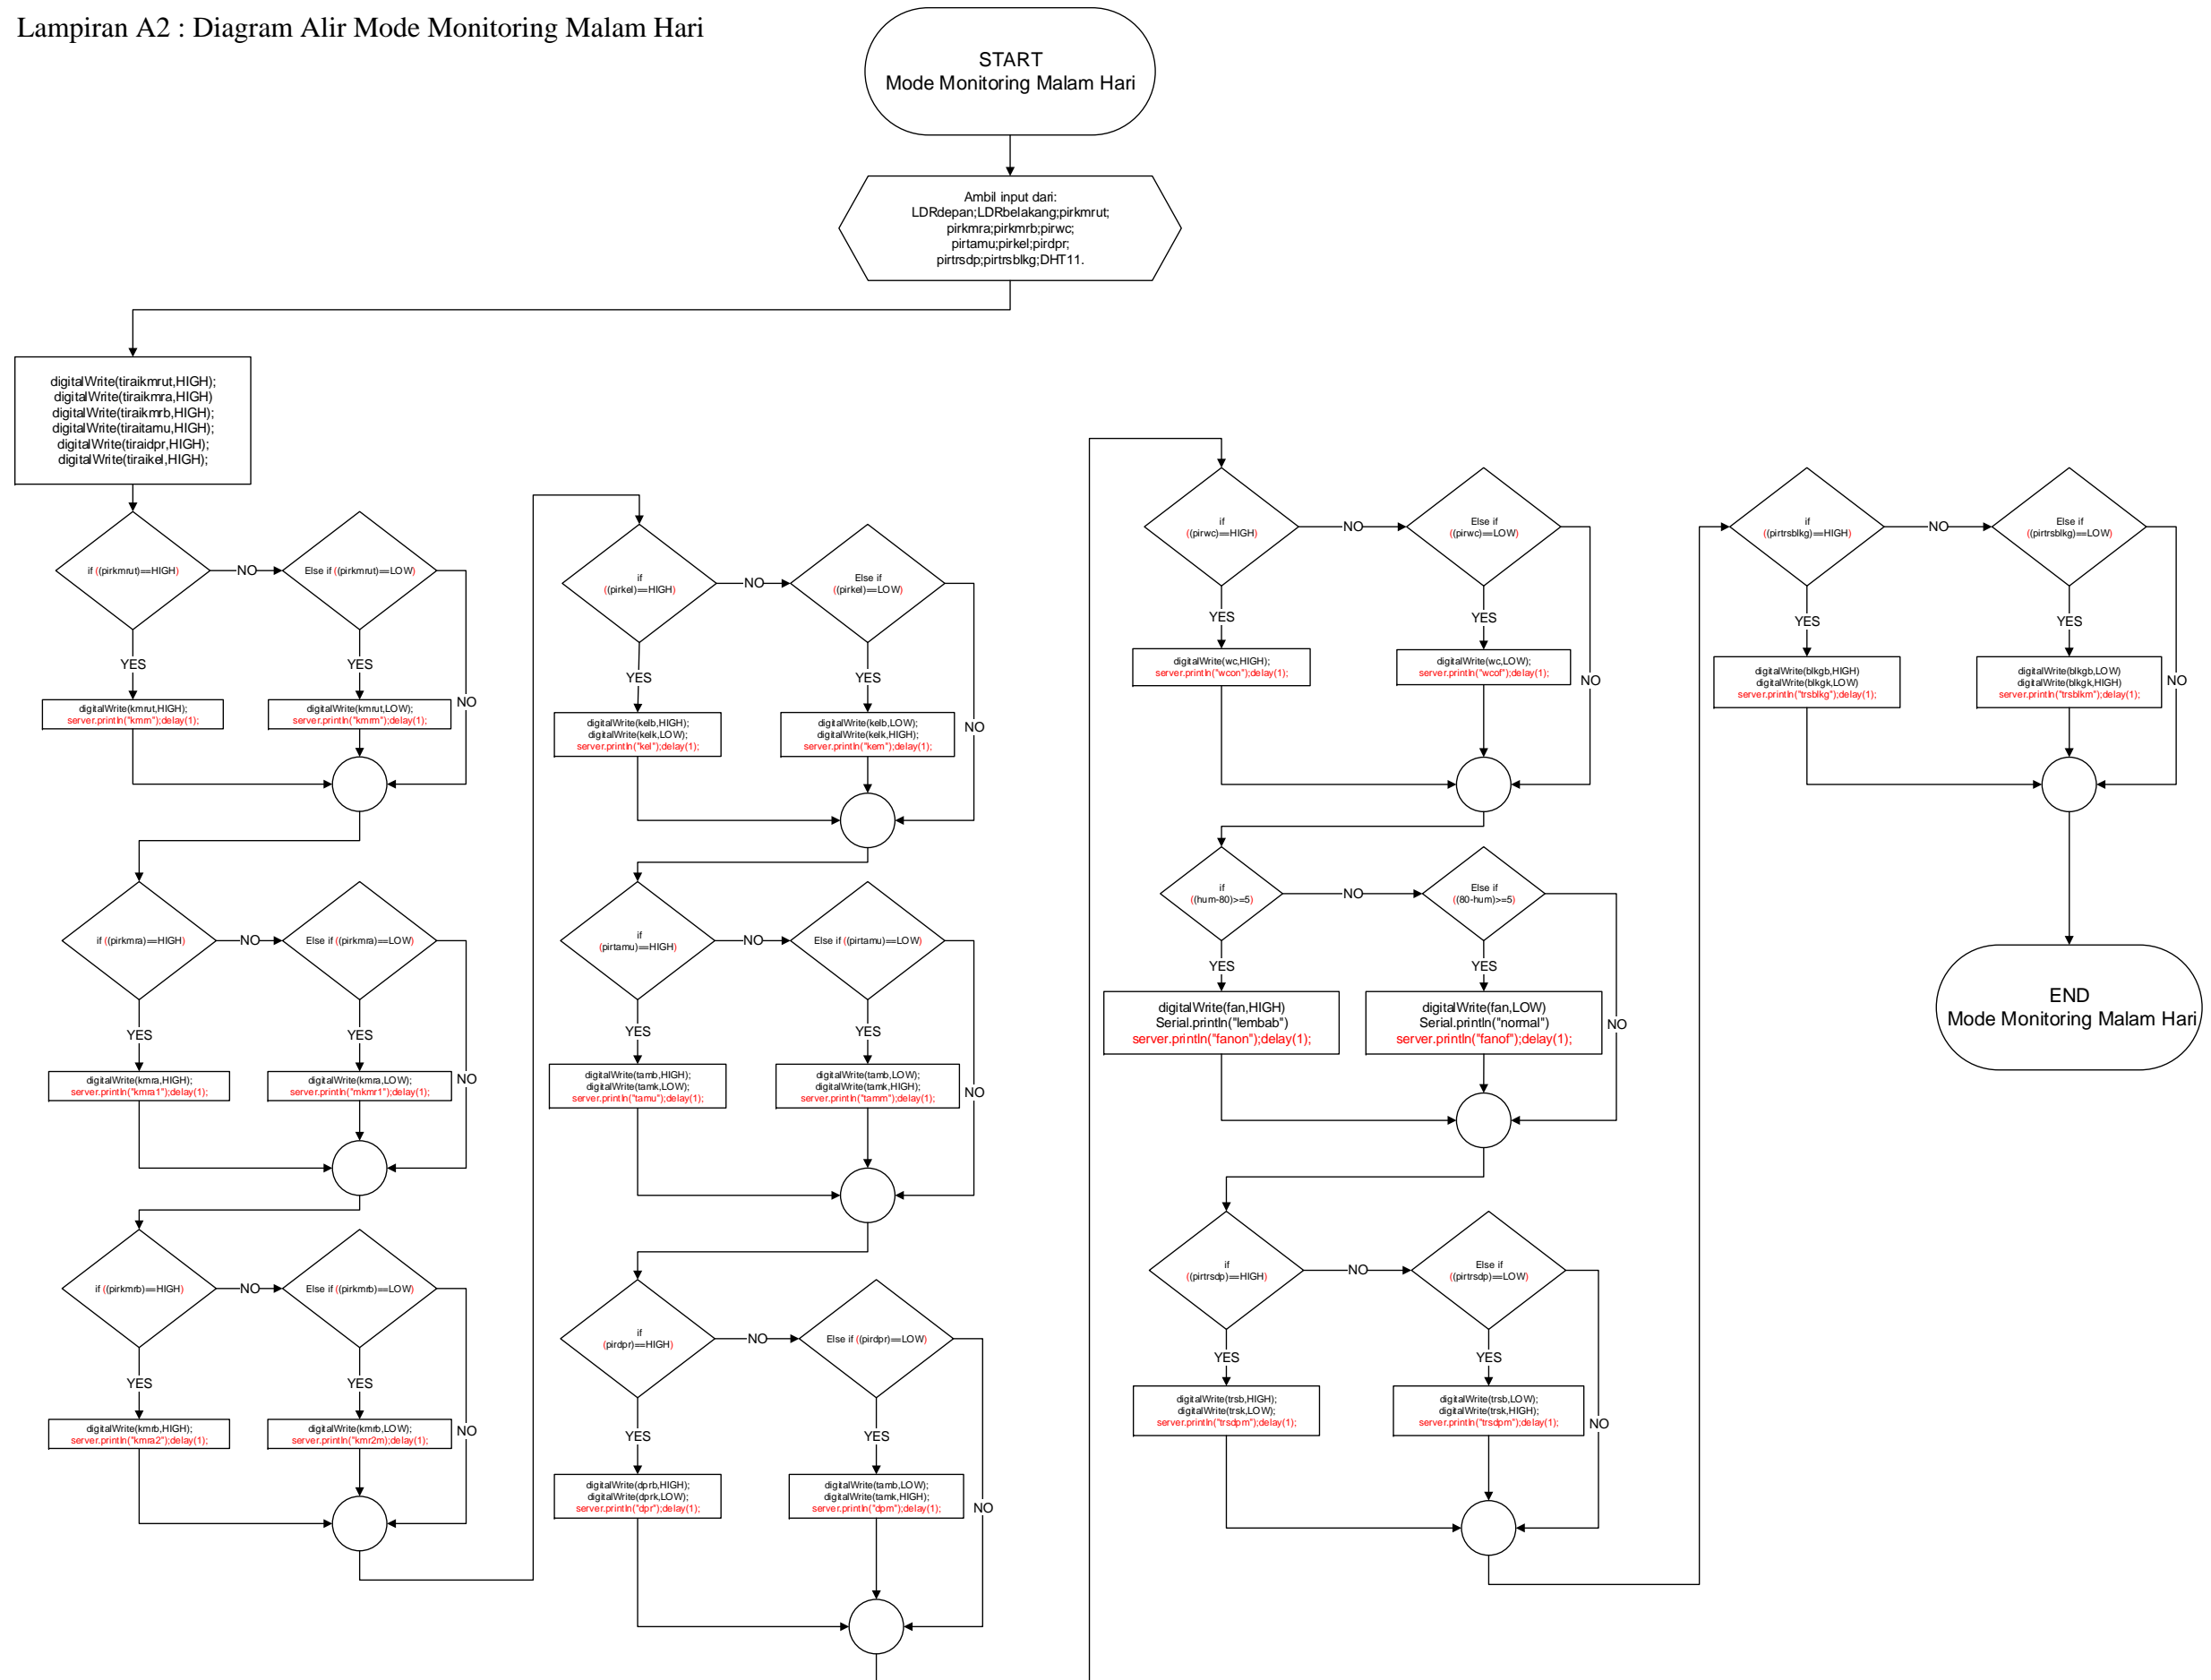 Lampiran A2 : Diagram Alir Mode Monitoring Malam Hari
START
Mode Monitoring Malam Hari
Ambil input dari:
LDRdepan;LDRbelakang;pirkmrut;
pirkmra;pirkmrb;pirwc;
pirtamu;pirkel;pirdpr;
pirtrsdp;pirtrsblkg;DHT11.
digitalWrite(tiraikmrut,HIGH);
digitalWrite(tiraikmra,HIGH)
digitalWrite(tiraikmrb,HIGH);
digitalWrite(tiraitamu,HIGH);
digitalWrite(tiraidpr,HIGH);
digitalWrite(tiraikel,HIGH);
if ((pirkmrut)==HIGH)
NO
Else if ((pirkmrut)==LOW)
YES
YES
NO
digitalWrite(kmrut,HIGH);
server.println("kmrn");delay(1);
digitalWrite(kmrut,LOW);
server.println("kmrm");delay(1);
if ((pirkmra)==HIGH)
NO
Else if ((pirkmra)==LOW)
YES
YES
NO
digitalWrite(kmra,HIGH);
server.println("kmra1");delay(1);
digitalWrite(kmra,LOW);
server.println("mkmr1");delay(1);
if ((pirkmrb)==HIGH)
NO
Else if ((pirkmrb)==LOW)
YES
YES
NO
digitalWrite(kmrb,HIGH);
server.println("kmra2");delay(1);
digitalWrite(kmrb,LOW);
server.println("kmr2m);delay(1);
if
((pirkel)==HIGH)
NO
Else if
((pirkel)==LOW)
YES
YES
NO
digitalWrite(kelb,HIGH);
digitalWrite(kelk,LOW);
server.println("kel");delay(1);
digitalWrite(kelb,LOW);
digitalWrite(kelk,HIGH);
server.println("kem");delay(1);
if
(pirtamu)==HIGH)
NO
Else if ((pirtamu)==LOW)
YES
YES
NO
digitalWrite(tamb,HIGH);
digitalWrite(tamk,LOW);
server.println("tamu");delay(1);
digitalWrite(tamb,LOW);
digitalWrite(tamk,HIGH);
server.println("tamm");delay(1);
if
(pirdpr)==HIGH)
NO
Else if ((pirdpr)==LOW)
YES
YES
NO
digitalWrite(dprb,HIGH);
digitalWrite(dprk,LOW);
server.println("dpr");delay(1);
digitalWrite(tamb,LOW);
digitalWrite(tamk,HIGH);
server.println("dpm");delay(1);
if
((pirwc)==HIGH)
NO
Else if
((pirwc)==LOW)
YES
YES
NO
digitalWrite(wc,HIGH);
server.println("wcon");delay(1);
digitalWrite(wc,LOW);
server.println("wcof");delay(1);
if
((hum-80)>=5)
NO
Else if
((80-hum)>=5)
YES
YES
NO
digitalWrite(fan,HIGH)
Serial.println("lembab")
server.println("fanon");delay(1);
digitalWrite(fan,LOW)
Serial.println("normal")
server.println("fanof");delay(1);
if
((pirtrsdp)==HIGH)
NO
Else if
((pirtrsdp)==LOW)
YES
YES
NO
digitalWrite(trsb,HIGH);
digitalWrite(trsk,LOW);
server.println("trsdpm");delay(1);
digitalWrite(trsb,LOW);
digitalWrite(trsk,HIGH);
server.println("trsdpm");delay(1);
if
((pirtrsblkg)==HIGH)
NO
Else if
((pirtrsblkg)==LOW)
YES
YES
NO
digitalWrite(blkgb,HIGH)
digitalWrite(blkgk,LOW)
server.println("trsblkg");delay(1);
digitalWrite(blkgb,LOW)
digitalWrite(blkgk,HIGH)
server.println("trsblkm");delay(1);
END
Mode Monitoring Malam Hari